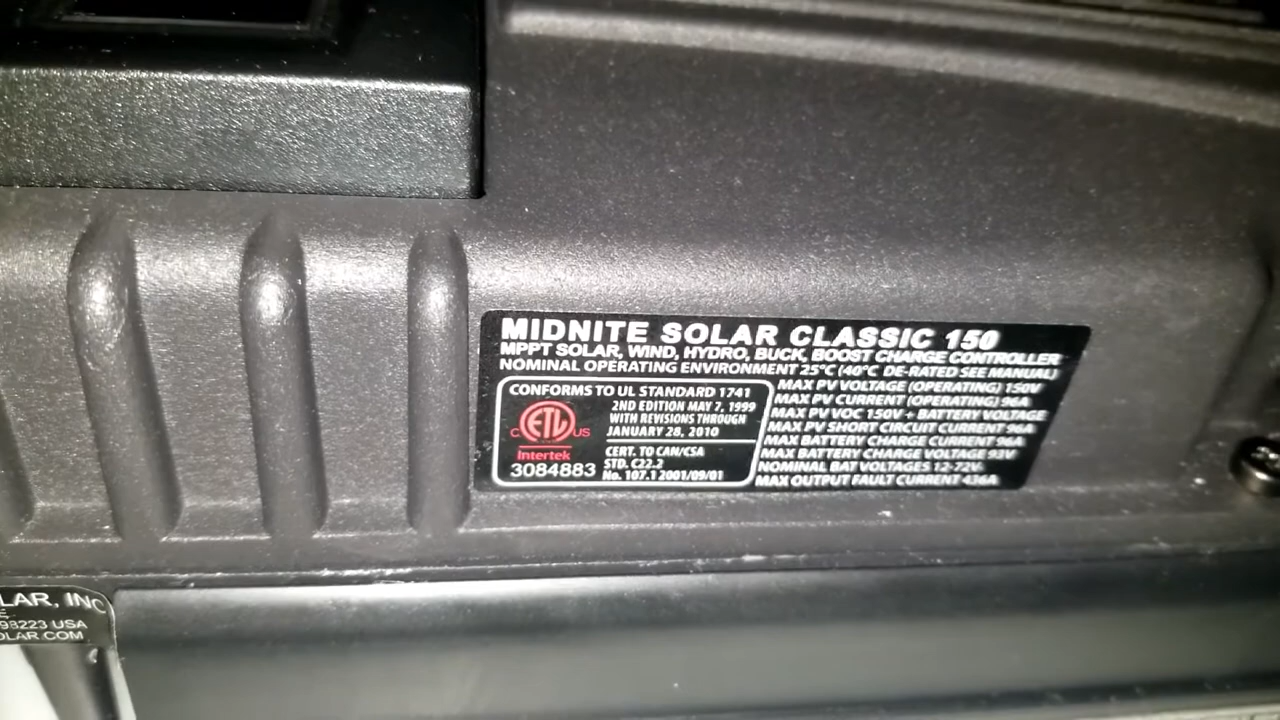 MIDNITE SOLAR CLASSIC 150
MPPT SOLAR, WIND, HYDRO, BUCK, BOOST CHARGE CONTROLLER
NOMINAL OPERATING ENVIRONMENT 25°C (40°C DE-RATED SEE MANUAL)
CONFORMS TO UL STANDARD 1741
2ND EDITION MAY 7, 1999
WITH REVISIONS THROUGH
JANUARY 28, 2010
C ETL US
Intertek
3084883
CERT. TO CAN/CSA
STD. C22.2
No. 107.1 2001/09/01
MAX PV VOLTAGE (OPERATING) 150V
MAX PV CURRENT (OPERATING) 96A
MAX PV VOC 150V + BATTERY VOLTAGE
MAX PV SHORT CIRCUIT CURRENT 96A
MAX BATTERY CHARGE CURRENT 96A
MAX BATTERY CHARGE VOLTAGE 93V
NOMINAL BAT VOLTAGES 12-72V
MAX OUTPUT FAULT CURRENT 436A
LAR, INC
E
98223 USA
OLAR.COM